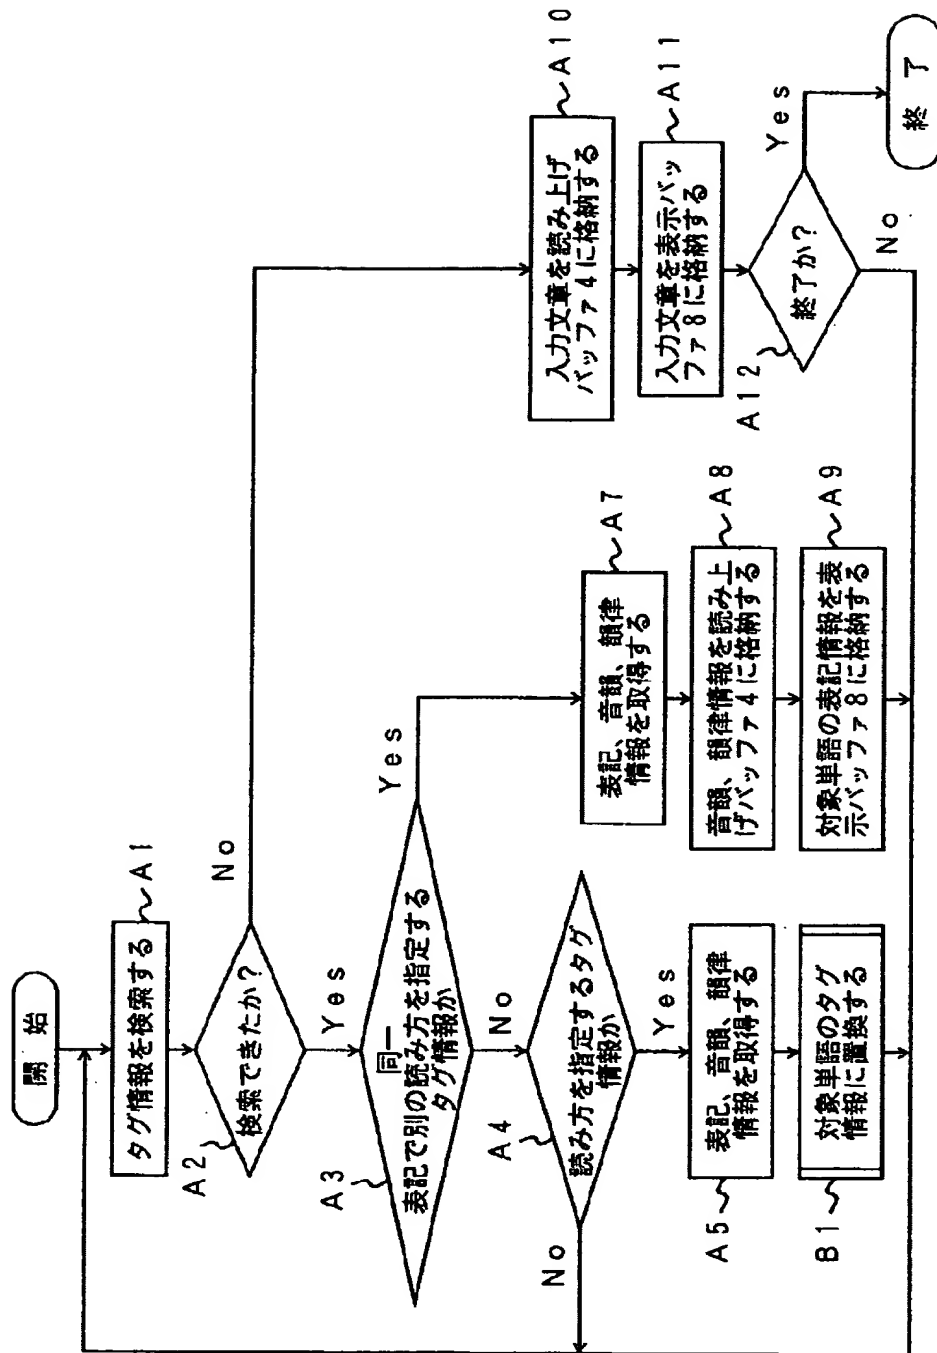 開 始
タグ情報を検索する
A1
検索できたか?
A2
No
Yes
同一
表記で別の読み方を指定する
タグ情報か
A3
Yes
No
読み方を指定するタグ
情報か
A4
No
Yes
表記、音韻、韻律
情報を取得する
A5
対象単語のタグ
情報に置換する
B1
表記、音韻、韻律
情報を取得する
A7
音韻、韻律情報を読み上
げバッファ4に格納する
A8
対象単語の表記情報を表
示バッファ8に格納する
A9
入力文章を読み上げ
バッファ4に格納する
A10
入力文章を表示バッ
ファ8に格納する
A11
終了か?
A12
Yes
No
終 了